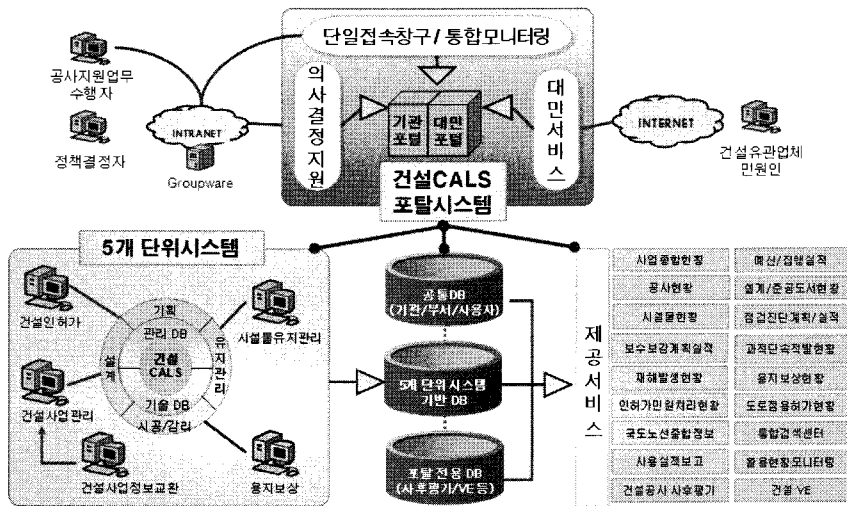 단일접속창구/통합모니터링
공사지원업무
수행자
정책결정자
INTRANET
Groupware
의사결정지원
기관
포털
대민
포털
대민서비스
INTERNET
건설유관업체
민원인
건설CALS
포탈시스템
5개 단위시스템
건설인허가
시설물유지관리
건설사업관리
건설사업정보교환
용지보상
기획
관리 DB
설계
건설
CALS
유지관리
기술 DB
시공/감리
공통DB
(기관/부서/사용자)
5개 단위시스템
기반 DB
포탈 전용 DB
(사후평가/VE 등)
제공서비스
사업종합현황
예산/집행실적
공사현황
설계/준공도서현황
시설물현황
점검진단계획/실적
보수보강계획실적
과적단속적발현황
재해발생현황
용지보상현황
인허가민원처리현황
도로점용허가현황
국도노선종합정보
통합검색센터
사용실적보고
활용현황모니터링
건설공사 사후평가
건설 VE